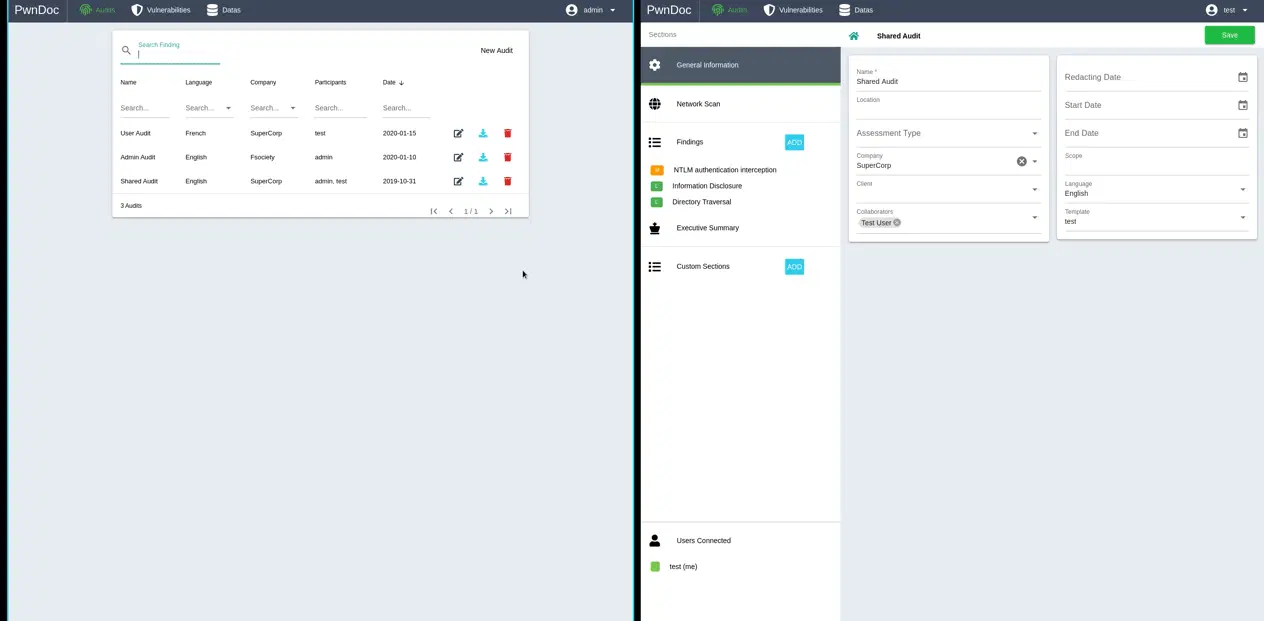 PwnDoc Audits Vulnerabilities Datas admin
Search Finding
New Audit
Name Language Company Participants Date
Search... Search... Search... Search... Search...
User Audit French SuperCorp test 2020-01-15
Admin Audit English Fsociety admin 2020-01-10
Shared Audit English SuperCorp admin, test 2019-10-31
3 Audits
1 / 1
PwnDoc Audits Vulnerabilities Datas test
Sections
Shared Audit
Save
General Information
Network Scan
Findings ADD
M NTLM authentication interception
L Information Disclosure
L Directory Traversal
Executive Summary
Custom Sections ADD
Users Connected
test (me)
Name *
Shared Audit
Location
Assessment Type
Company
SuperCorp
Client
Collaborators
Test User
Redacting Date
Start Date
End Date
Scope
Language
English
Template
test